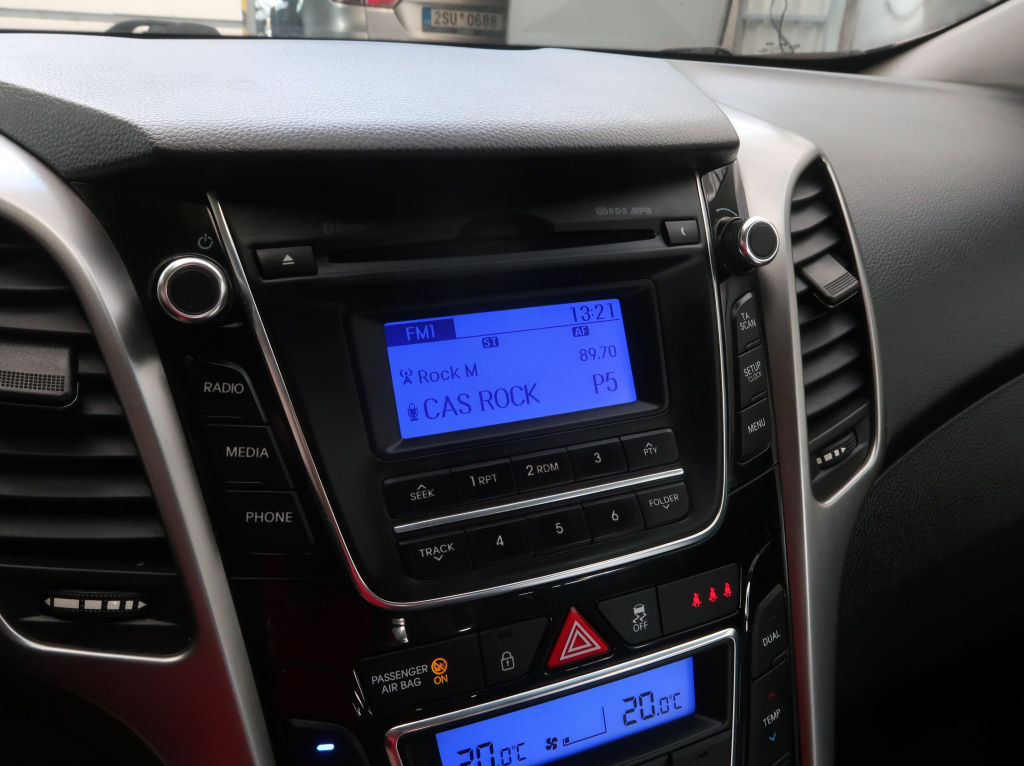 2SU 0688
RDS MP3
FM1 13:21
ST AF
Rock M 89.70
CAS ROCK P5
RADIO
MEDIA
PHONE
TA
SCAN
SETUP
CLOCK
MENU
SEEK 1 RPT 2 RDM 3 PTY
TRACK 4 5 6 FOLDER
PASSENGER
AIR BAG ON
OFF
DUAL
TEMP
20.0°C 20.0°C